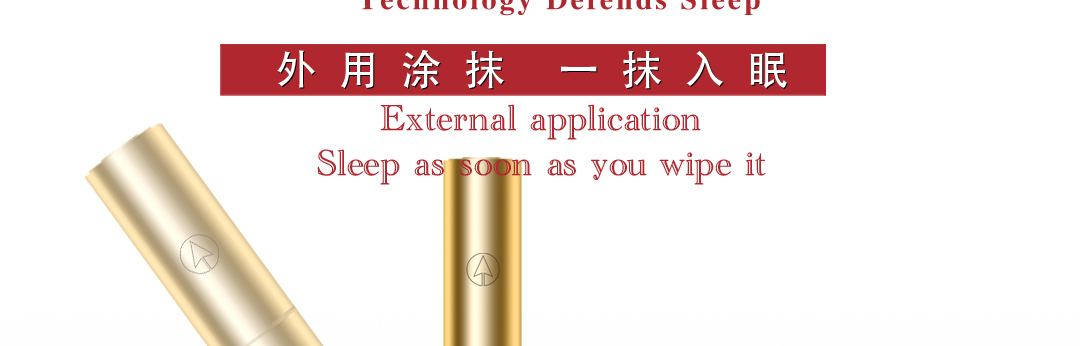 Technology Defends Sleep
外用涂抹 一抹入眠
External application
Sleep as soon as you wipe it